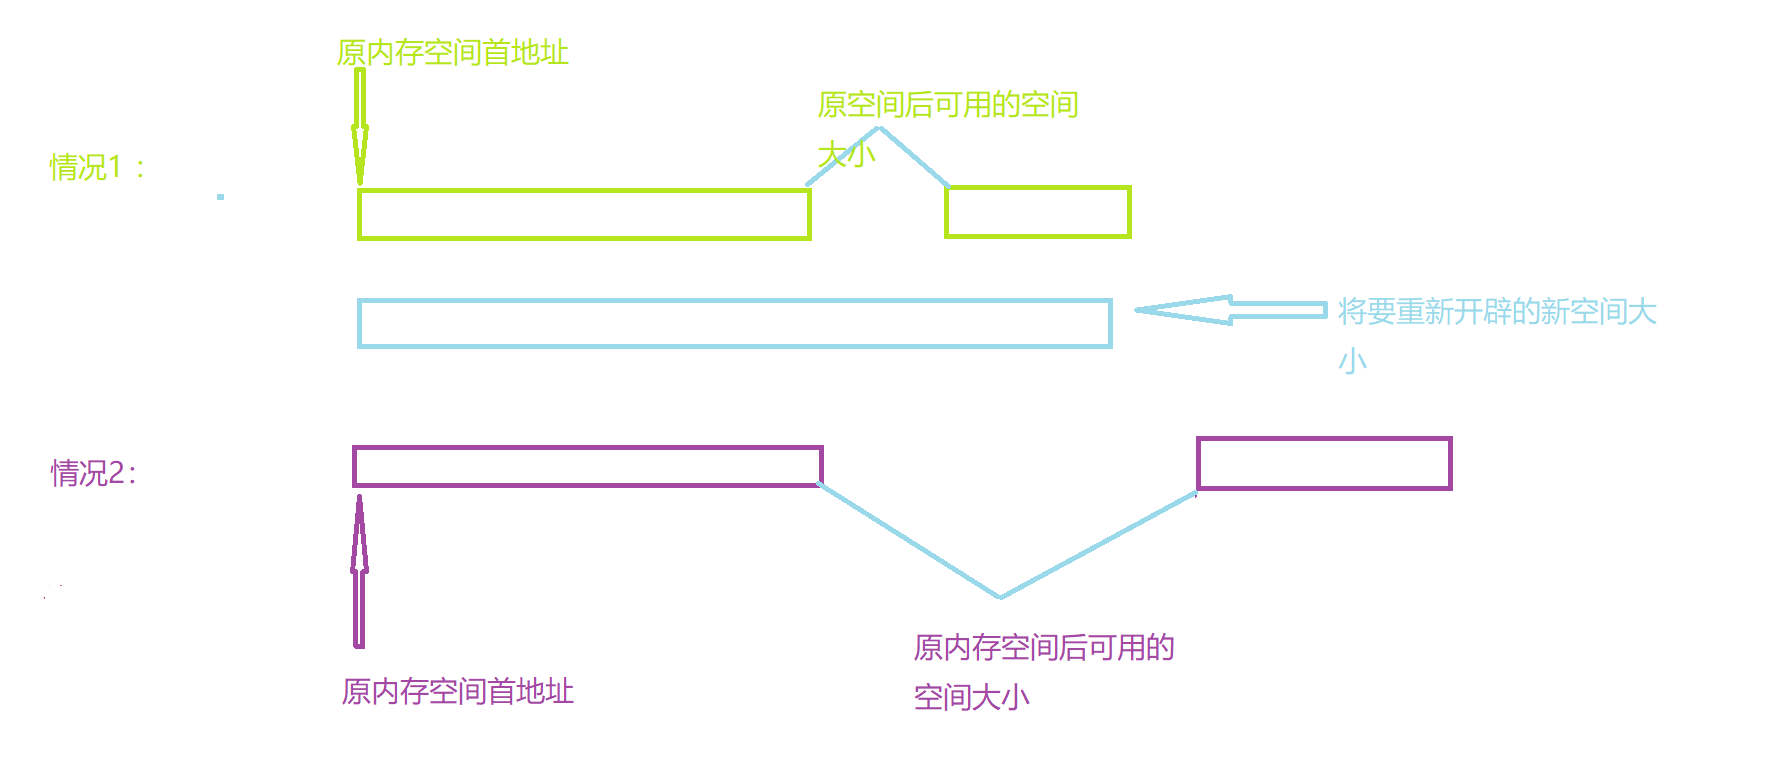 原内存空间首地址
原空间后可用的空间
大小
情况1 :
将要重新开辟的新空间大
小
情况2:
原内存空间后可用的
空间大小
原内存空间首地址